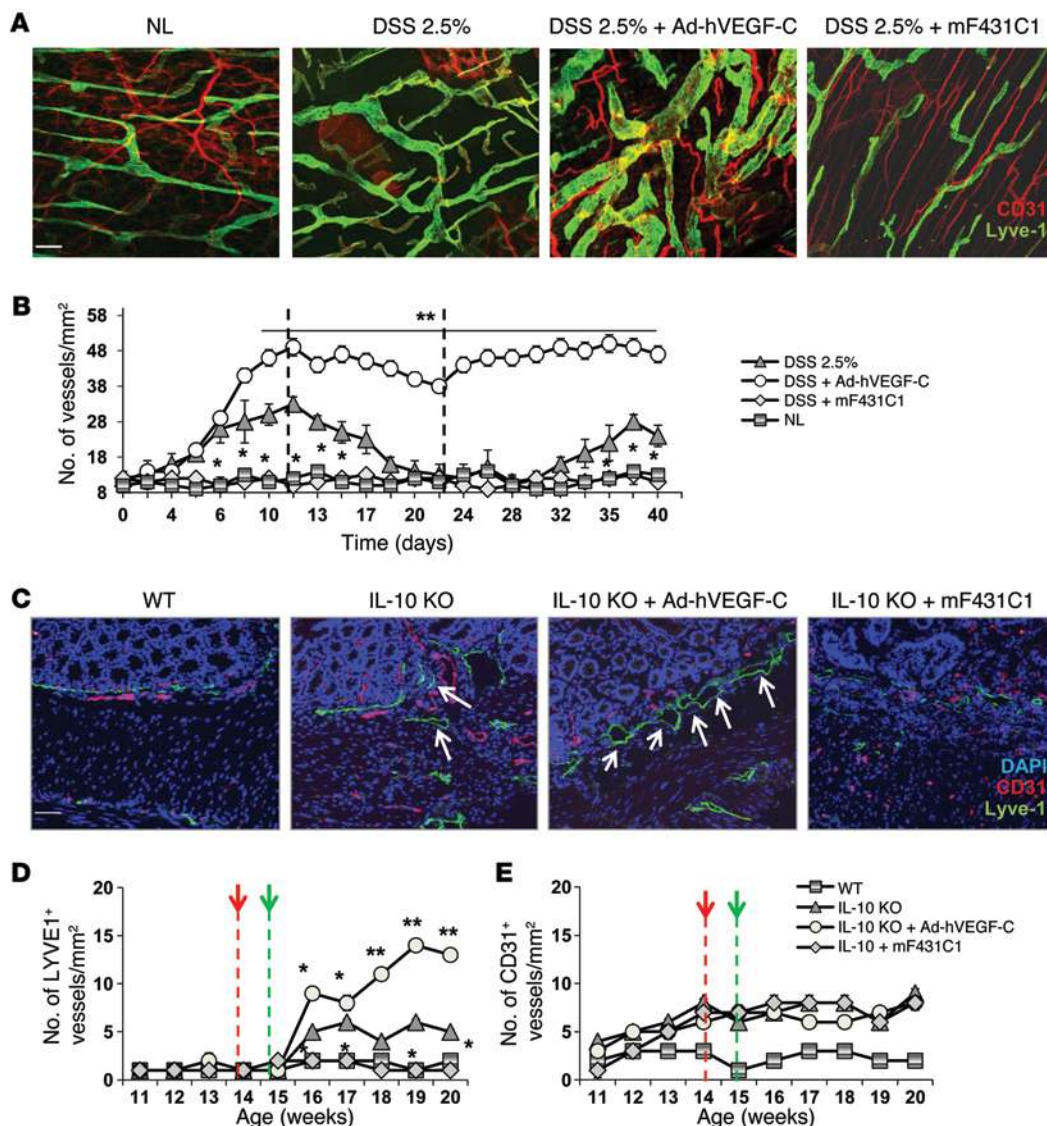 A
NL
DSS 2.5%
DSS 2.5% + Ad-hVEGF-C
DSS 2.5% + mF431C1
CD31
Lyve-1
B
No. of vessels/mm²
58
48
38
28
18
8
**
* * * * * * * * *
0 4 6 10 13 17 20 24 28 32 35 40
Time (days)
DSS 2.5%
DSS + Ad-hVEGF-C
DSS + mF431C1
NL
C
WT
IL-10 KO
IL-10 KO + Ad-hVEGF-C
IL-10 KO + mF431C1
DAPI
CD31
Lyve-1
D
No. of LYVE1⁺
vessels/mm²
20
15
10
5
0
* * ** ** **
* * * *
11 12 13 14 15 16 17 18 19 20
Age (weeks)
E
No. of CD31⁺
vessels/mm²
20
15
10
5
0
11 12 13 14 15 16 17 18 19 20
Age (weeks)
WT
IL-10 KO
IL-10 KO + Ad-hVEGF-C
IL-10 + mF431C1